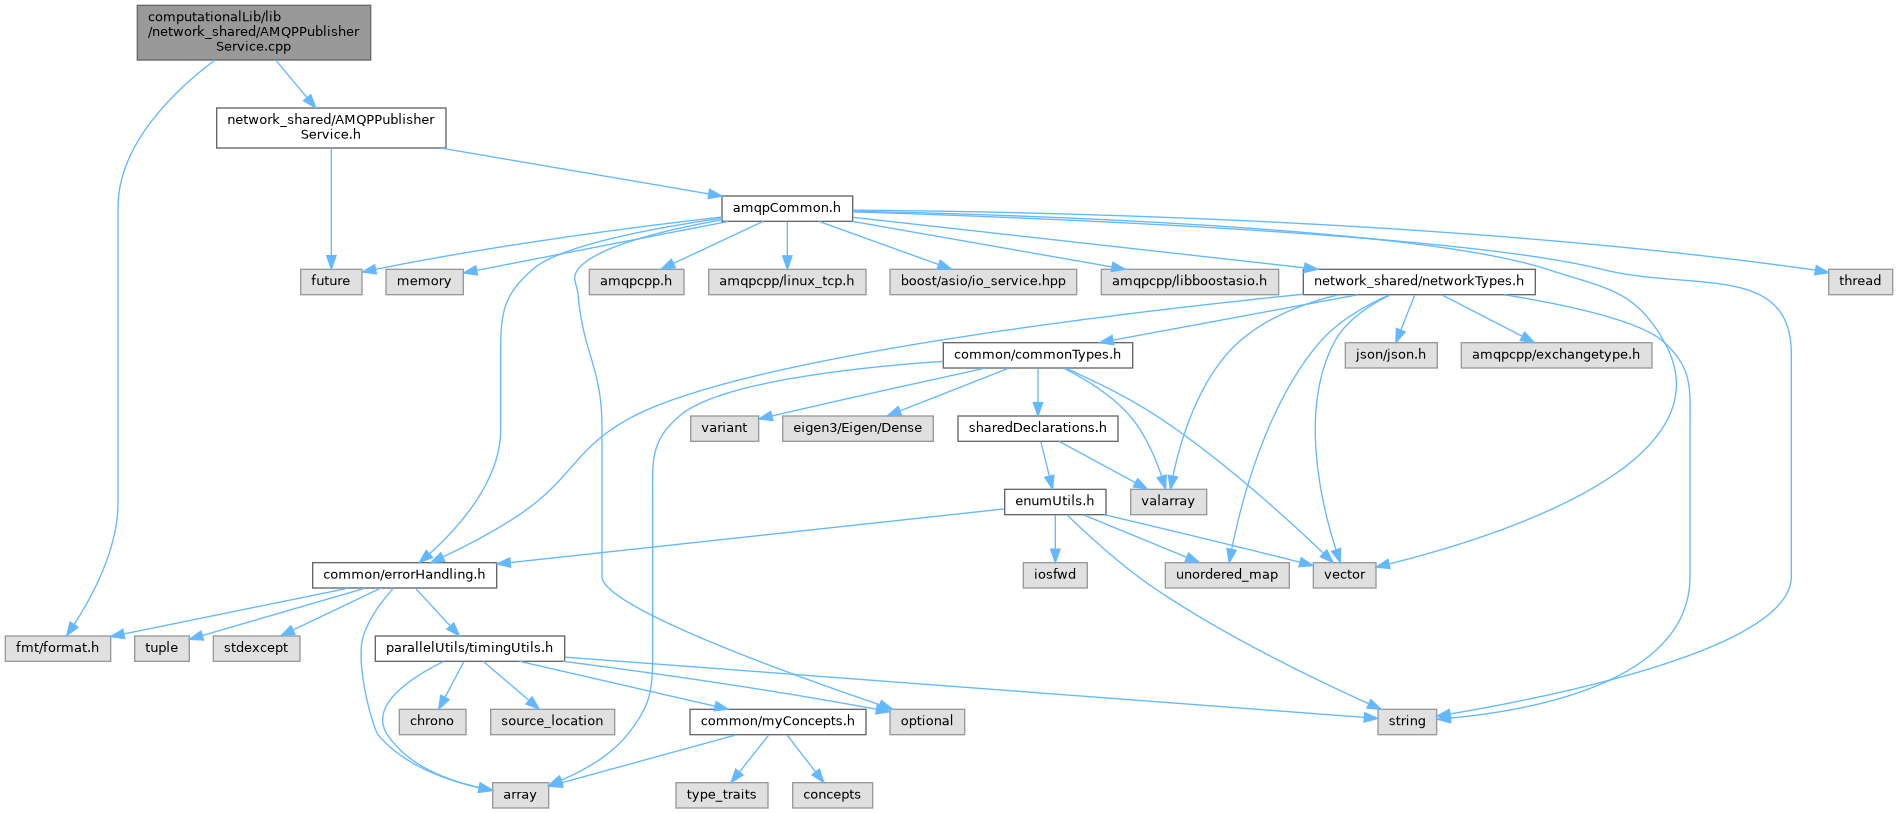 computationalLib/lib
/network_shared/AMQPPublisher
Service.cpp
network_shared/AMQPPublisher
Service.h
amqpCommon.h
future
memory
amqpcpp.h
amqpcpp/linux_tcp.h
boost/asio/io_service.hpp
amqpcpp/libboostasio.h
network_shared/networkTypes.h
thread
common/commonTypes.h
json/json.h
amqpcpp/exchangetype.h
variant
eigen3/Eigen/Dense
sharedDeclarations.h
enumUtils.h
valarray
common/errorHandling.h
iosfwd
unordered_map
vector
fmt/format.h
tuple
stdexcept
parallelUtils/timingUtils.h
chrono
source_location
common/myConcepts.h
optional
string
array
type_traits
concepts